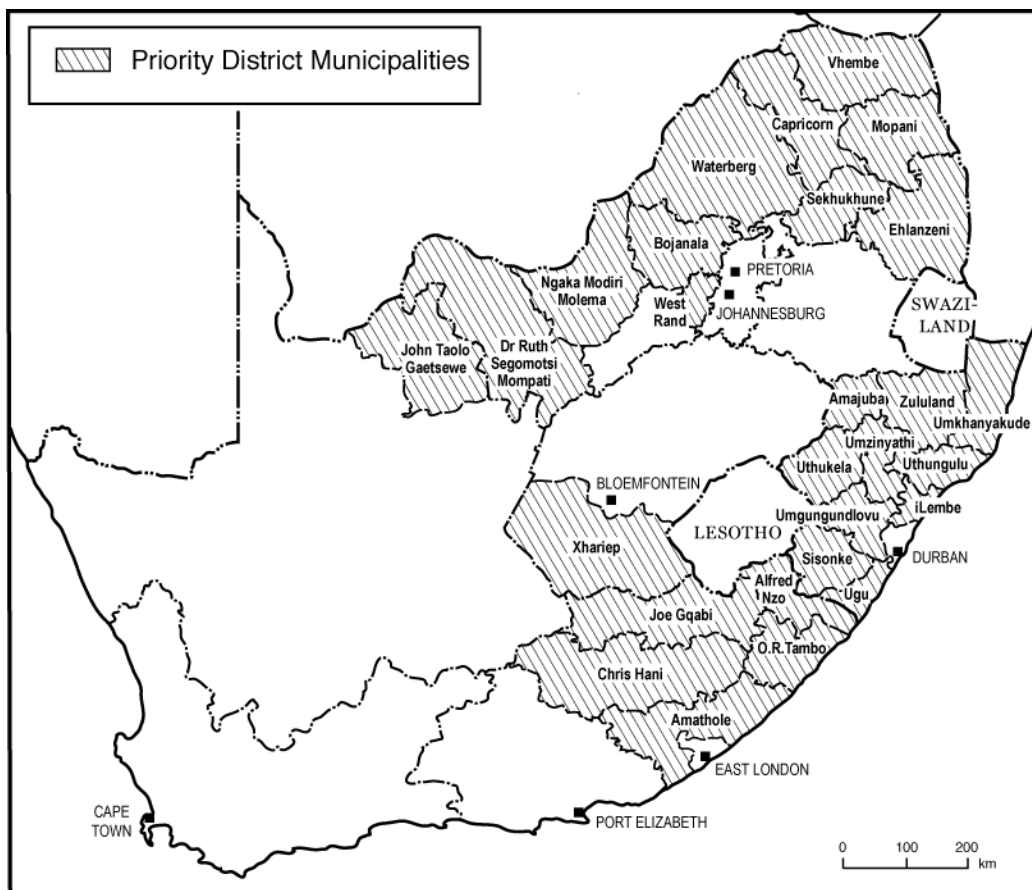 Priority District Municipalities
Vhembe
Capricorn
Mopani
Waterberg
Sekhukhune
Ehlanzeni
Bojanala
PRETORIA
Ngaka Modiri
Molema
West
Rand
JOHANNESBURG
SWAZI-
LAND
John Taolo
Gaetsewe
Dr Ruth
Segomotsi
Mompati
Amajuba
Zululand
Umkhanyakude
Umzinyathi
Uthukela
Uthungulu
BLOEMFONTEIN
iLembe
Umgungundlovu
LESOTHO
Xhariep
Sisonke
DURBAN
Alfred
Nzo
Ugu
Joe Gqabi
O.R.Tambo
Chris Hani
Amathole
EAST LONDON
CAPE
TOWN
PORT ELIZABETH
0 100 200
km